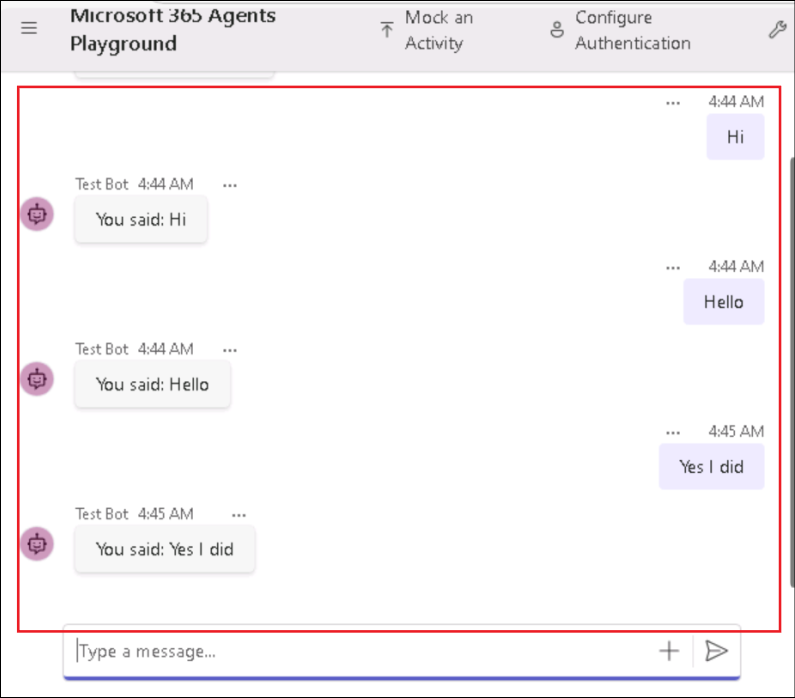 Microsoft 365 Agents
Playground
Mock an
Activity
Configure
Authentication
4:44 AM
Hi
Test Bot 4:44 AM
You said: Hi
4:44 AM
Hello
Test Bot 4:44 AM
You said: Hello
4:45 AM
Yes I did
Test Bot 4:45 AM
You said: Yes I did
Type a message...